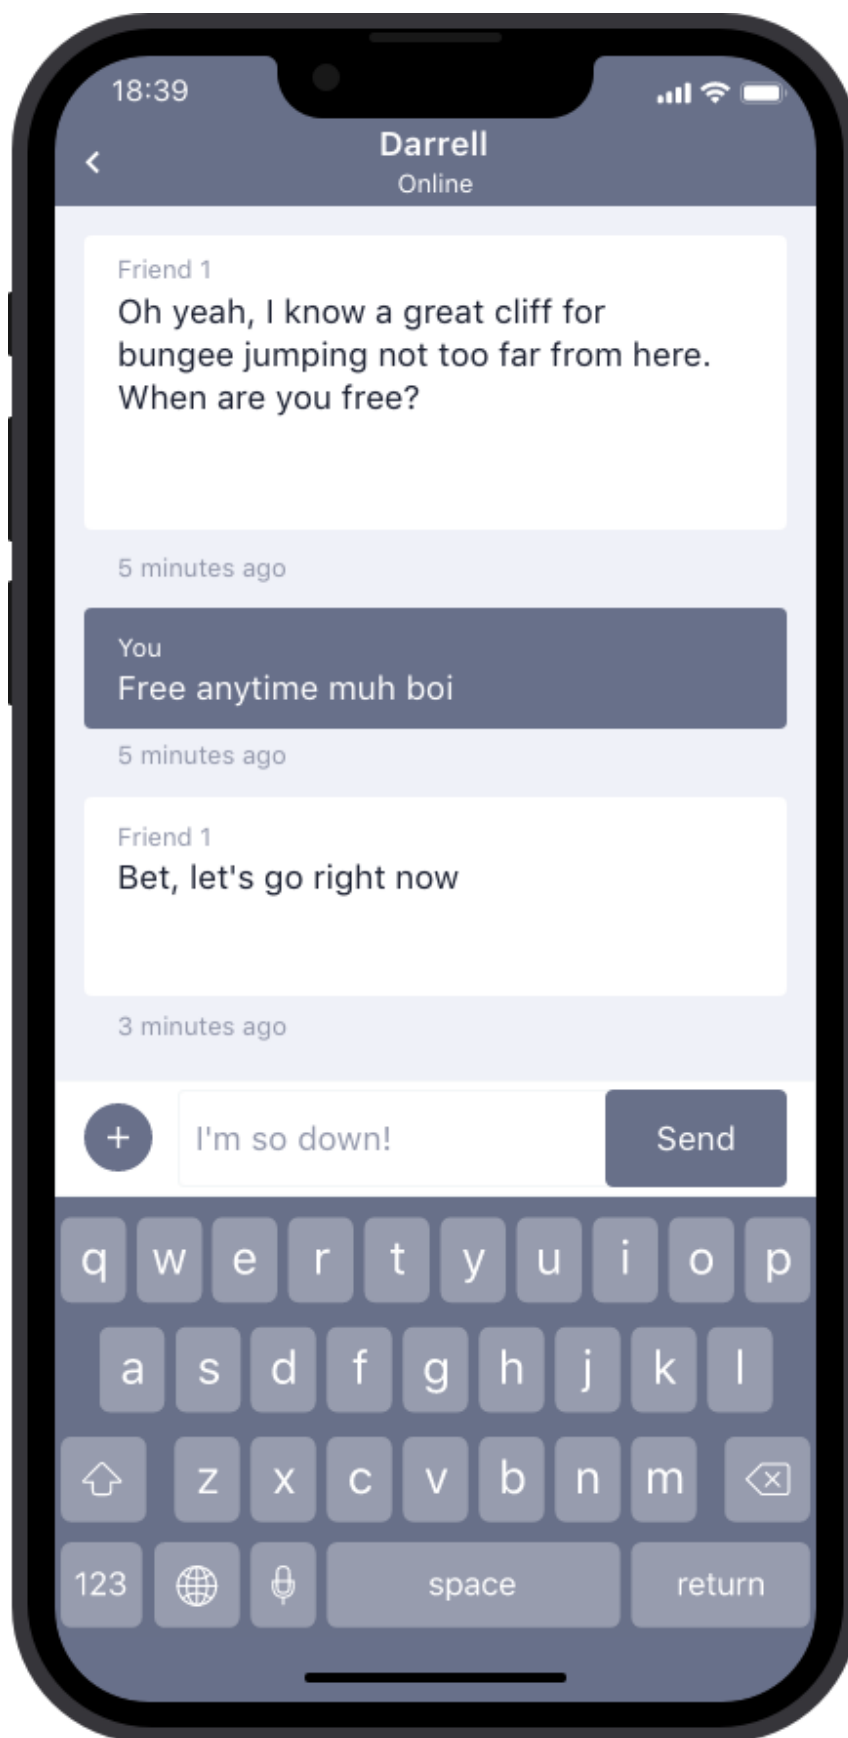 18:39
Darrell
Online
Friend 1
Oh yeah, I know a great cliff for
bungee jumping not too far from here.
When are you free?
5 minutes ago
You
Free anytime muh boi
5 minutes ago
Friend 1
Bet, let's go right now
3 minutes ago
+ I'm so down! Send
q w e r t y u i o p
a s d f g h j k l
z x c v b n m
123 space return